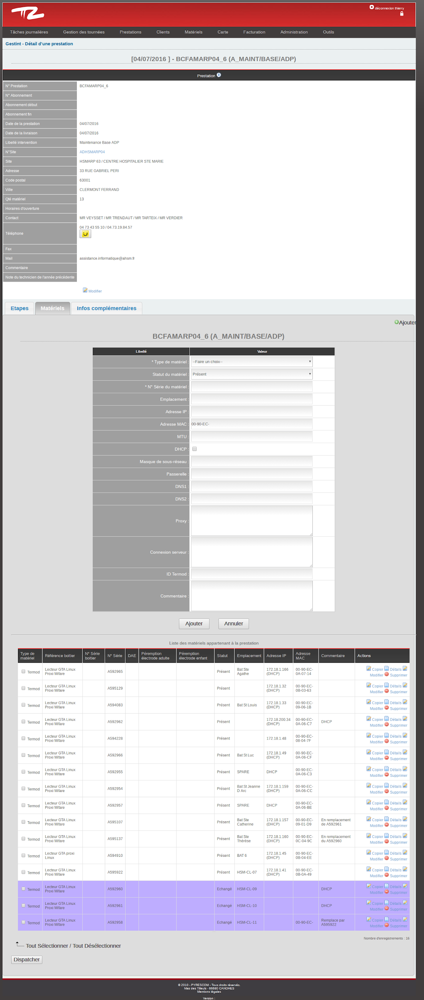 déconnexion thierry
Tâches journalières Gestion des tournées Prestations Clients Matériels Carte Facturation Administration Outils
Gestint - Détail d'une prestation
[04/07/2016 ] - BCFAMARP04_6 (A_MAINT/BASE/ADP)
Prestation
N° Prestation BCFAMARP04_6
N° Abonnement
Abonnement début
Abonnement fin
Date de la prestation 04/07/2016
Date de la livraison 04/07/2016
Libellé intervention Maintenance Base ADP
N°Site ADHSMARP04
Site HSMARP 63 / CENTRE HOSPITALIER STE MARIE
Adresse 33 RUE GABRIEL PERI
Code postal 63001
Ville CLERMONT FERRAND
Qté matériel 13
Horaires d'ouverture
Contact MR VEYSSET / MR TRENDAUT / MR TARTEIX / MR VERDIER
04 73 43 55 10 / 04.73.19.84.57
Téléphone
Fax
Mail assistance.informatique@ahsm.fr
Commentaire
Note du technicien de l'année précédente
Modifier
Etapes Matériels Infos complémentaires
Ajouter
BCFAMARP04_6 (A_MAINT/BASE/ADP)
Libellé Valeur
* Type de matériel : --Faire un choix--
Statut du matériel : Présent
* N° Série du matériel :
Emplacement :
Adresse IP :
Adresse MAC : 00-90-EC-
MTU :
DHCP :
Masque de sous-réseau :
Passerelle :
DNS1 :
DNS2 :
Proxy :
Connexion serveur :
ID Termod :
Commentaire :
Ajouter Annuler
Liste des matériels appartenant à la prestation
Type de matériel Référence boitier N° Série boitier N° Série DAE Péremption électrode adulte Péremption électrode enfant Statut Emplacement Adresse IP Adresse MAC Commentaire Actions
Termod Lecteur GTA Linux Proxi Mifare A592965 Présent Bat Ste Agathe 172.18.1.166 (DHCP) 00-90-EC-0A-07-14 Copier Détails Modifier Supprimer
Termod Lecteur GTA Linux Proxi Mifare A595129 Présent 172.18.1.32 (DHCP) 00-90-EC-0B-03-63 Copier Détails Modifier Supprimer
Termod Lecteur GTA Linux Proxi Mifare A594083 Présent Bat St Louis 172.18.1.33 (DHCP) 00-90-EC-09-06-1B Copier Détails Modifier Supprimer
Termod Lecteur GTA Linux Proxi Mifare A592962 Présent 172.18.200.34 (DHCP) 00-90-EC-0A-06-C7 DHCP Copier Détails Modifier Supprimer
Termod Lecteur GTA Linux Proxi Mifare A594228 Présent 172.18.1.48 00-90-EC-08-04-7F Copier Détails Modifier Supprimer
Termod Lecteur GTA Linux Proxi Mifare A592966 Présent Bat St Luc 172.18.1.49 (DHCP) 00-90-EC-0A-06-CF Copier Détails Modifier Supprimer
Termod Lecteur GTA Linux Proxi Mifare A592955 Présent SPARE DHCP 00-90-EC-0A-06-C3 Copier Détails Modifier Supprimer
Termod Lecteur GTA Linux Proxi Mifare A592954 Présent Bat St Jeanne D Arc 172.18.1.159 (DHCP) 00-90-EC-0A-06-CC Copier Détails Modifier Supprimer
Termod Lecteur GTA Linux Proxi Mifare A592957 Présent SPARE DHCP 00-90-EC-0A-06-BE Copier Détails Modifier Supprimer
Termod Lecteur GTA Linux Proxi Mifare A595107 Présent Bat Ste Catherine 172.18.1.157 (DHCP) 00-90-EC-09-01-D9 En remplacement de A592961 Copier Détails Modifier Supprimer
Termod Lecteur GTA Linux Proxi Mifare A595137 Présent Bat Ste Thérèse 172.18.1.160 (DHCP) 00-90-EC-0C-04-9C En remplacement du A592960 Copier Détails Modifier Supprimer
Termod Lecteur GTA proxi Linux A594910 Présent BAT 6 172.18.1.45 (DHCP) 00-90-EC-0B-04-EE Copier Détails Modifier Supprimer
Termod Lecteur GTA Linux Proxi Mifare A595922 Présent HSM-CL-07 172.18.1.41 (DHCP) 00-90-EC-0B-0A-49 Copier Détails Modifier Supprimer
Termod Lecteur GTA Linux Proxi Mifare A592960 Echangé HSM-CL-09 DHCP Copier Détails Modifier Supprimer
Termod Lecteur GTA Linux Proxi Mifare A592961 Echangé HSM-CL-10 DHCP Copier Détails Modifier Supprimer
Termod Lecteur GTA Linux Proxi Mifare A592958 Echangé HSM-CL-11 00-90-EC- Remplace par A595922 Copier Détails Modifier Supprimer
Nombre d'enregistrements : 16
Tout Sélectionner / Tout Désélectionner
Dispatcher
© 2010 - PYRESCOM - Tous droits réservés.
Mas des Tilleuls - 66680 CANOHES
Mentions légales
Version :